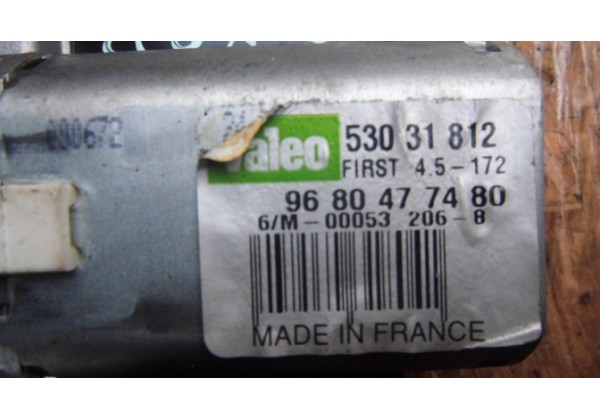 000672
Valeo
530 31 812
FIRST 4.5-172
96 80 47 74 80
6/M-00053 206-8
MADE IN FRANCE